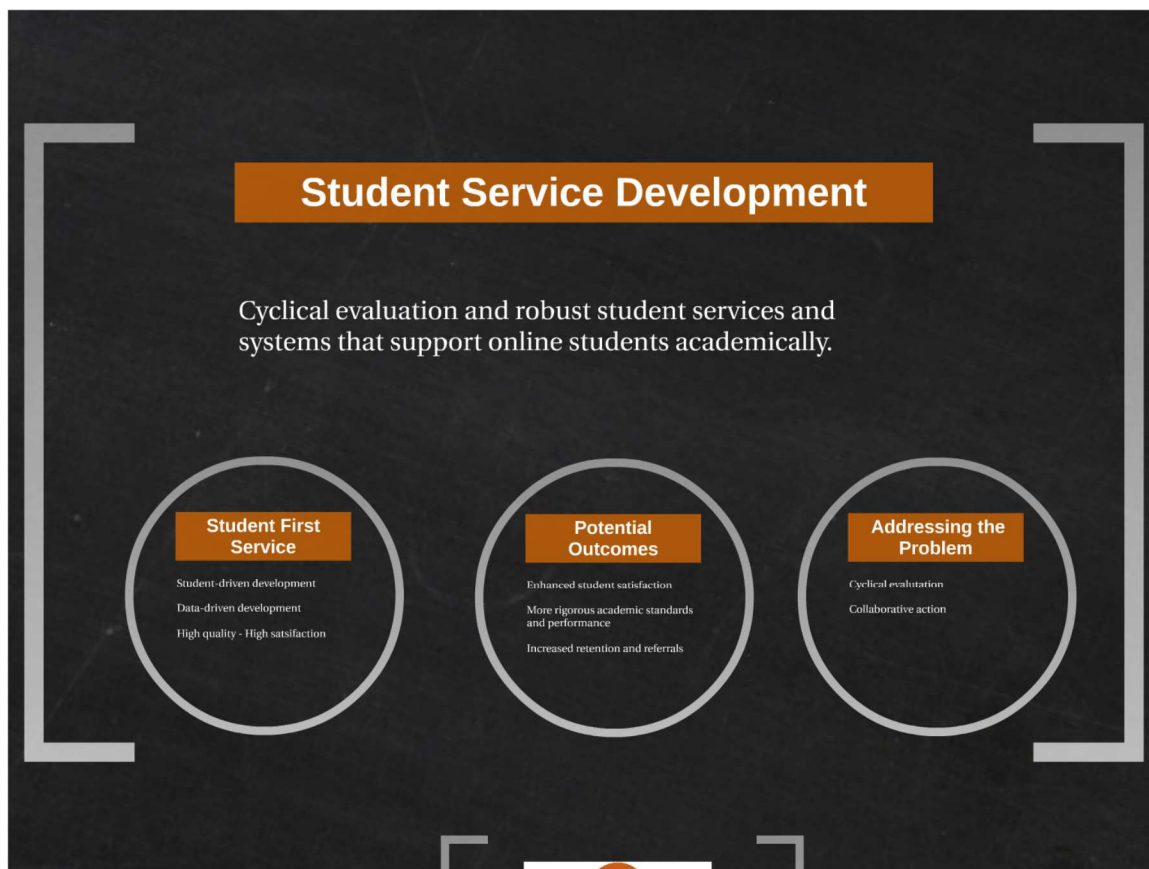 Student Service Development
Cyclical evaluation and robust student services and
systems that support online students academically.
Student First
Service
Student-driven development
Data-driven development
High quality - High satsifaction
Potential
Outcomes
Enhanced student satisfaction
More rigorous academic standards
and performance
Increased retention and referrals
Addressing the
Problem
Cyclical evalutation
Collaborative action